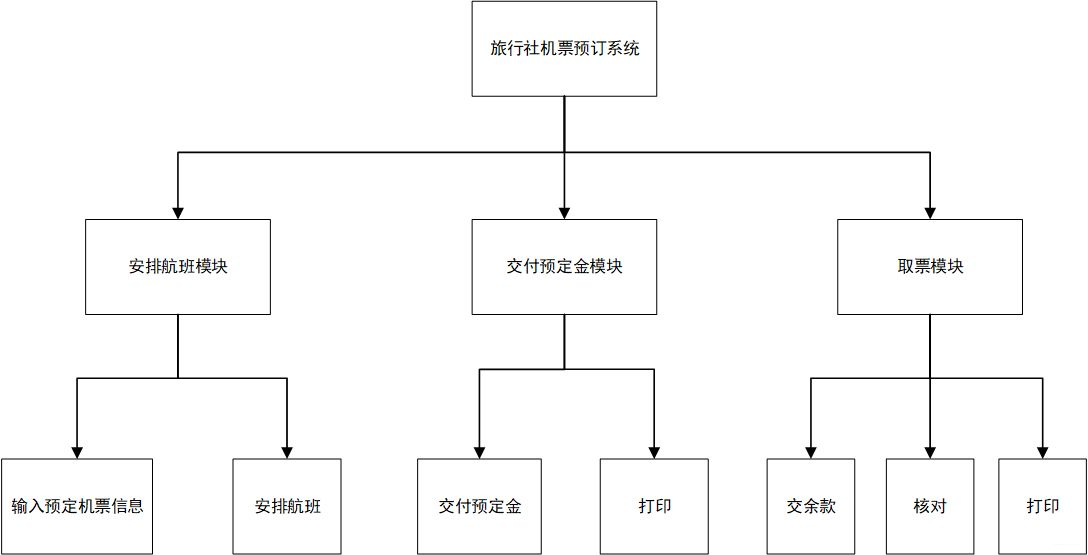 旅行社机票预订系统
安排航班模块
交付预定金模块
取票模块
输入预定机票信息
安排航班
交付预定金
打印
交余款
核对
打印